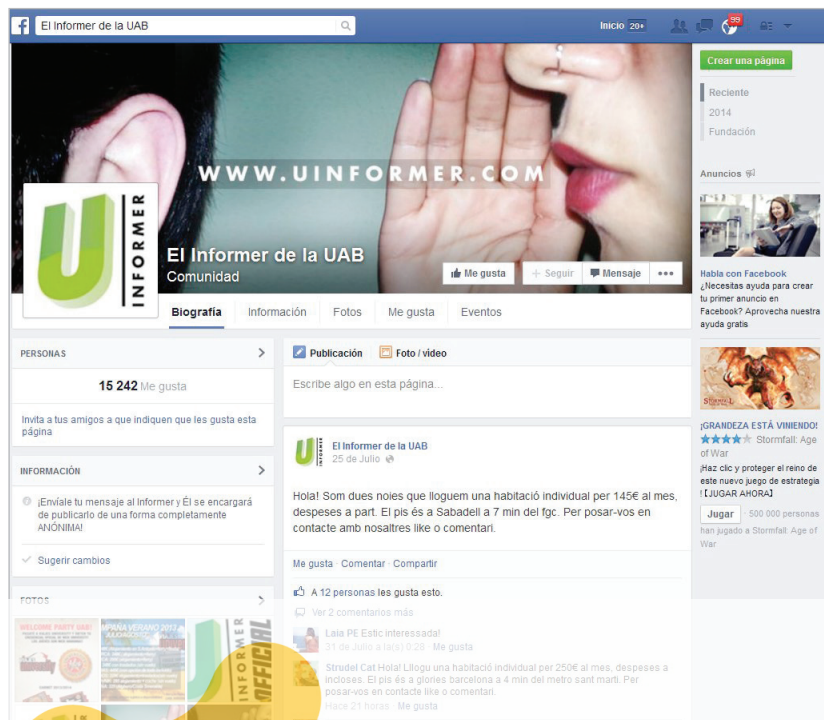 El Informer de la UAB
Inicio 20+
99
Crear una página
Reciente
2014
Fundación
WWW.UINFORMER.COM
U INFORMER
El Informer de la UAB
Comunidad
Me gusta
+ Seguir
Mensaje
Biografía
Información
Fotos
Me gusta
Eventos
Anuncios
Habla con Facebook
¿Necesitas ayuda para crear
tu primer anuncio en
Facebook? Aprovecha nuestra
ayuda gratis
STORMFALL
¡GRANDEZA ESTÀ VINIENDO!
Stormfall: Age
of War
¡Haz clic y proteger el reino de
este nuevo juego de estrategia
! [JUGAR AHORA]
Jugar · 500 000 personas
han jugado a Stormfall: Age of
War
PERSONAS
15 242 Me gusta
Invita a tus amigos a que indiquen que les gusta esta
página
INFORMACIÓN
¡Envíale tu mensaje al Informer y Él se encargará
de publicarlo de una forma completamente
ANÓNIMA!
Sugerir cambios
FOTOS
WELCOME PARTY UAB!
INFORMER
OFFICIAL
Publicación
Foto / vídeo
Escribe algo en esta página...
U INFORMER
El Informer de la UAB
25 de Julio
Hola! Som dues noies que lloguem una habitació individual per 145€ al mes,
despeses a part. El pis és a Sabadell a 7 min del fgc. Per posar-vos en
contacte amb nosaltres like o comentari.
Me gusta · Comentar · Compartir
A 12 personas les gusta esto.
Ver 2 comentarios más
Laia PE Estic interessada!
31 de Julio a la(s) 0:28 · Me gusta
Strudel Cat Hola! Llogu una habitació individual per 250€ al mes, despeses a
incloses. El pis és a glories barcelona a 4 min del metro sant marti. Per
posar-vos en contacte like o comentari.
Hace 21 horas · Me gusta